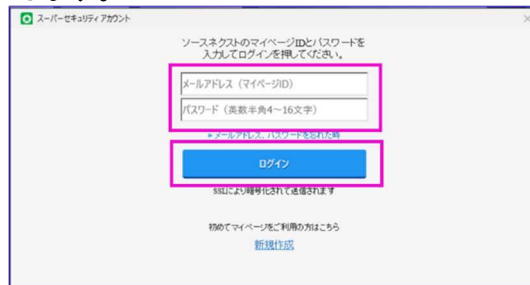 スーパーセキュリティ アカウント
ソースネクストのマイページIDとパスワードを
入力してログインを押してください。
メールアドレス（マイページID）
パスワード（英数半角4～16文字）
メールアドレス、パスワードを忘れた時
ログイン
SSLにより暗号化されて送信されます
初めてマイページをご利用の方はこちら
新規作成